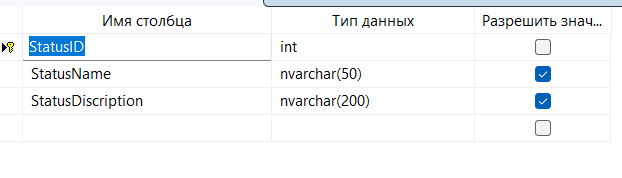 Имя столбца Тип данных Разрешить знач...
StatusID int
StatusName nvarchar(50)
StatusDiscription nvarchar(200)